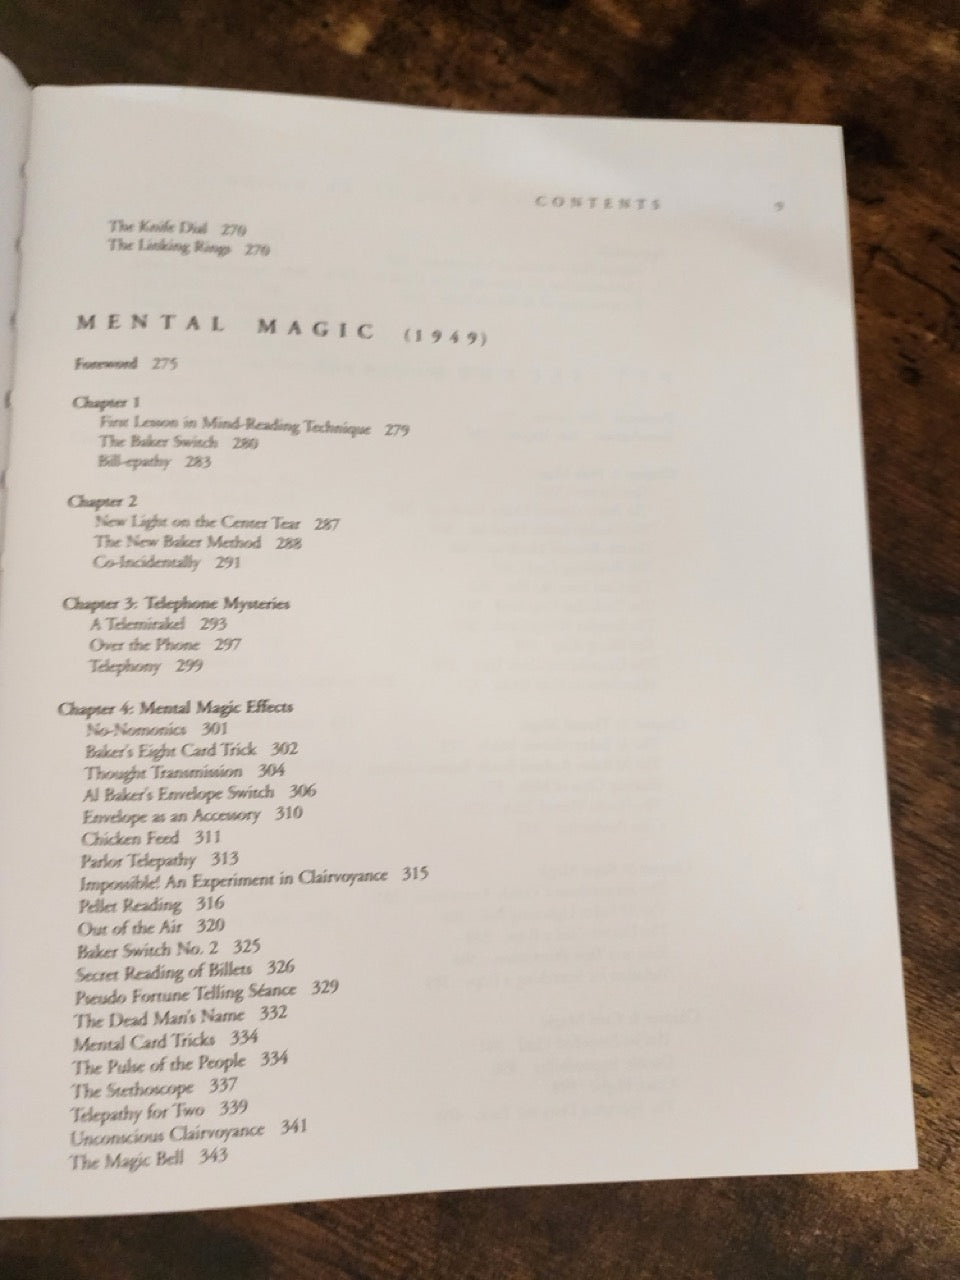 CONTENTS 9
The Knife Dial 270
The Linking Rings 270
MENTAL MAGIC (1949)
Foreword 275
Chapter 1
First Lesson in Mind-Reading Technique 279
The Baker Switch 280
Bill-epathy 283
Chapter 2
New Light on the Center Tear 287
The New Baker Method 288
Co-Incidentally 291
Chapter 3: Telephone Mysteries
A Telemirakel 293
Over the Phone 297
Telephony 299
Chapter 4: Mental Magic Effects
No-Nomonics 301
Baker's Eight Card Trick 302
Thought Transmission 304
Al Baker's Envelope Switch 306
Envelope as an Accessory 310
Chicken Feed 311
Parlor Telepathy 313
Impossible! An Experiment in Clairvoyance 315
Pellet Reading 316
Out of the Air 320
Baker Switch No. 2 325
Secret Reading of Billets 326
Pseudo Fortune Telling Séance 329
The Dead Man's Name 332
Mental Card Tricks 334
The Pulse of the People 334
The Stethoscope 337
Telepathy for Two 339
Unconscious Clairvoyance 341
The Magic Bell 343